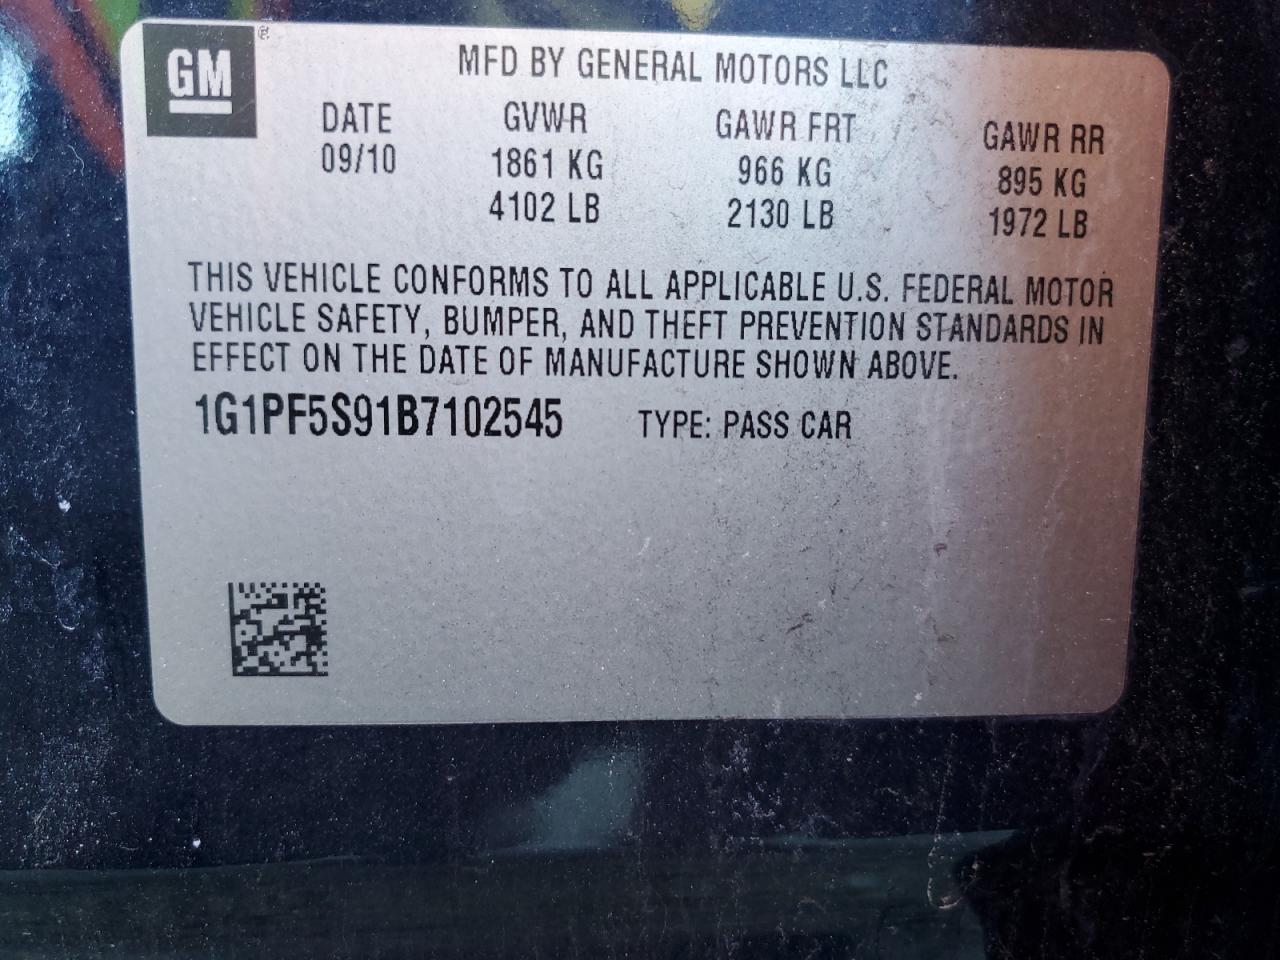 GM ®
MFD BY GENERAL MOTORS LLC
DATE GVWR GAWR FRT GAWR RR
09/10 1861 KG 966 KG 895 KG
4102 LB 2130 LB 1972 LB
THIS VEHICLE CONFORMS TO ALL APPLICABLE U.S. FEDERAL MOTOR
VEHICLE SAFETY, BUMPER, AND THEFT PREVENTION STANDARDS IN
EFFECT ON THE DATE OF MANUFACTURE SHOWN ABOVE.
1G1PF5S91B7102545 TYPE: PASS CAR